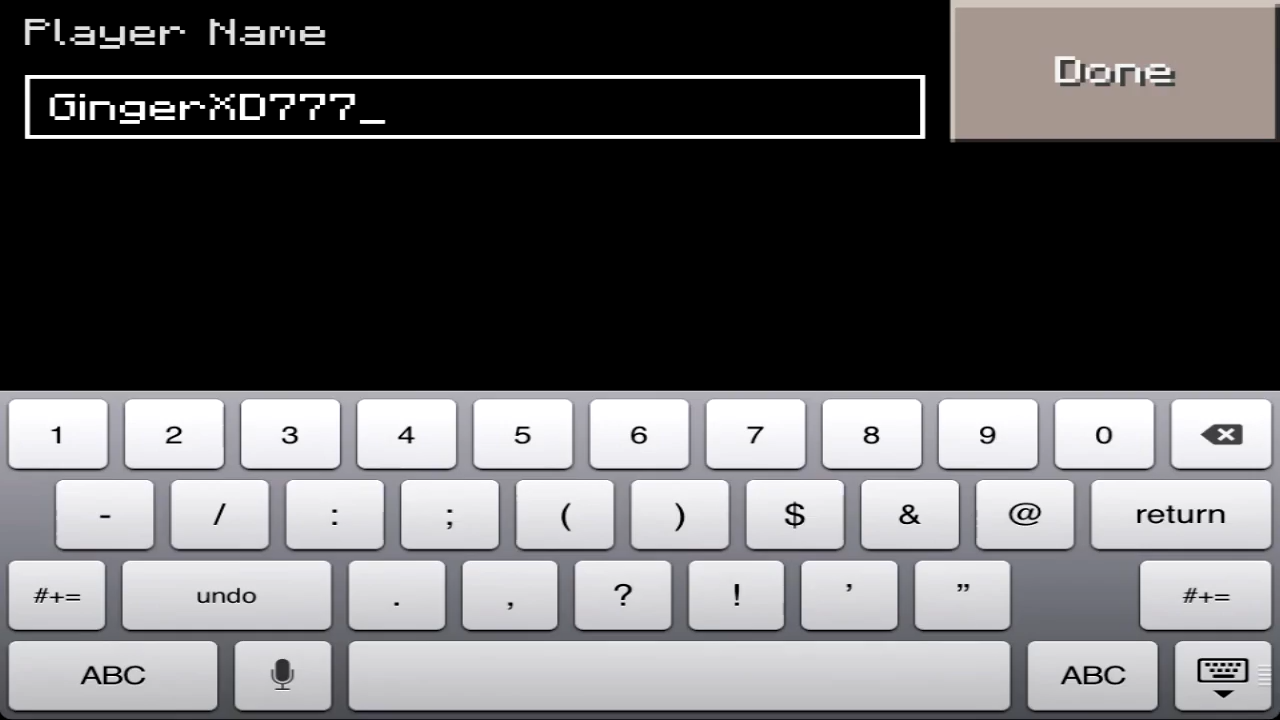 Player Name
Done
GingerXD777_
1 2 3 4 5 6 7 8 9 0
- / : ; ( ) $ & @ return
#+= undo . , ? ! ’ ” #+=
ABC ABC